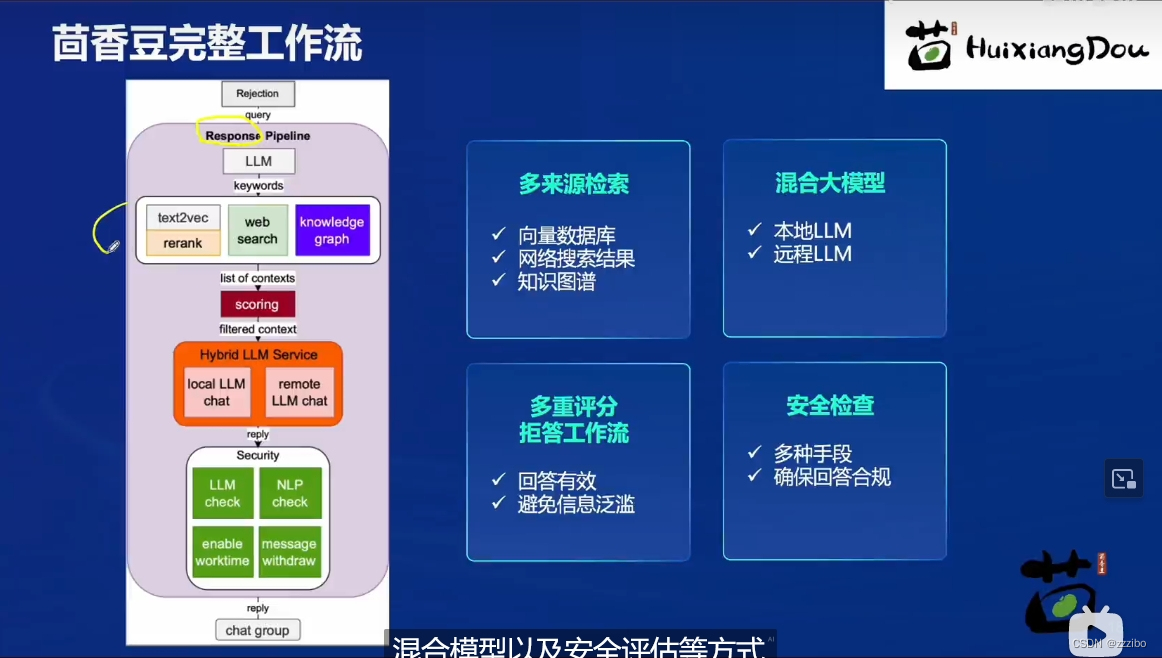 茴香豆完整工作流
茴
HuixiangDou
Rejection
query
Response Pipeline
LLM
keywords
text2vec
rerank
web
search
knowledge
graph
list of contexts
scoring
filtered context
Hybrid LLM Service
local LLM
chat
remote
LLM chat
reply
Security
LLM
check
NLP
check
enable
worktime
message
withdraw
reply
chat group
多来源检索
✓ 向量数据库
✓ 网络搜索结果
✓ 知识图谱
混合大模型
✓ 本地LLM
✓ 远程LLM
多重评分
拒答工作流
✓ 回答有效
✓ 避免信息泛滥
安全检查
✓ 多种手段
✓ 确保回答合规
茴
混合模型以及安全评估等方式
AI
CSDN @zzzibo